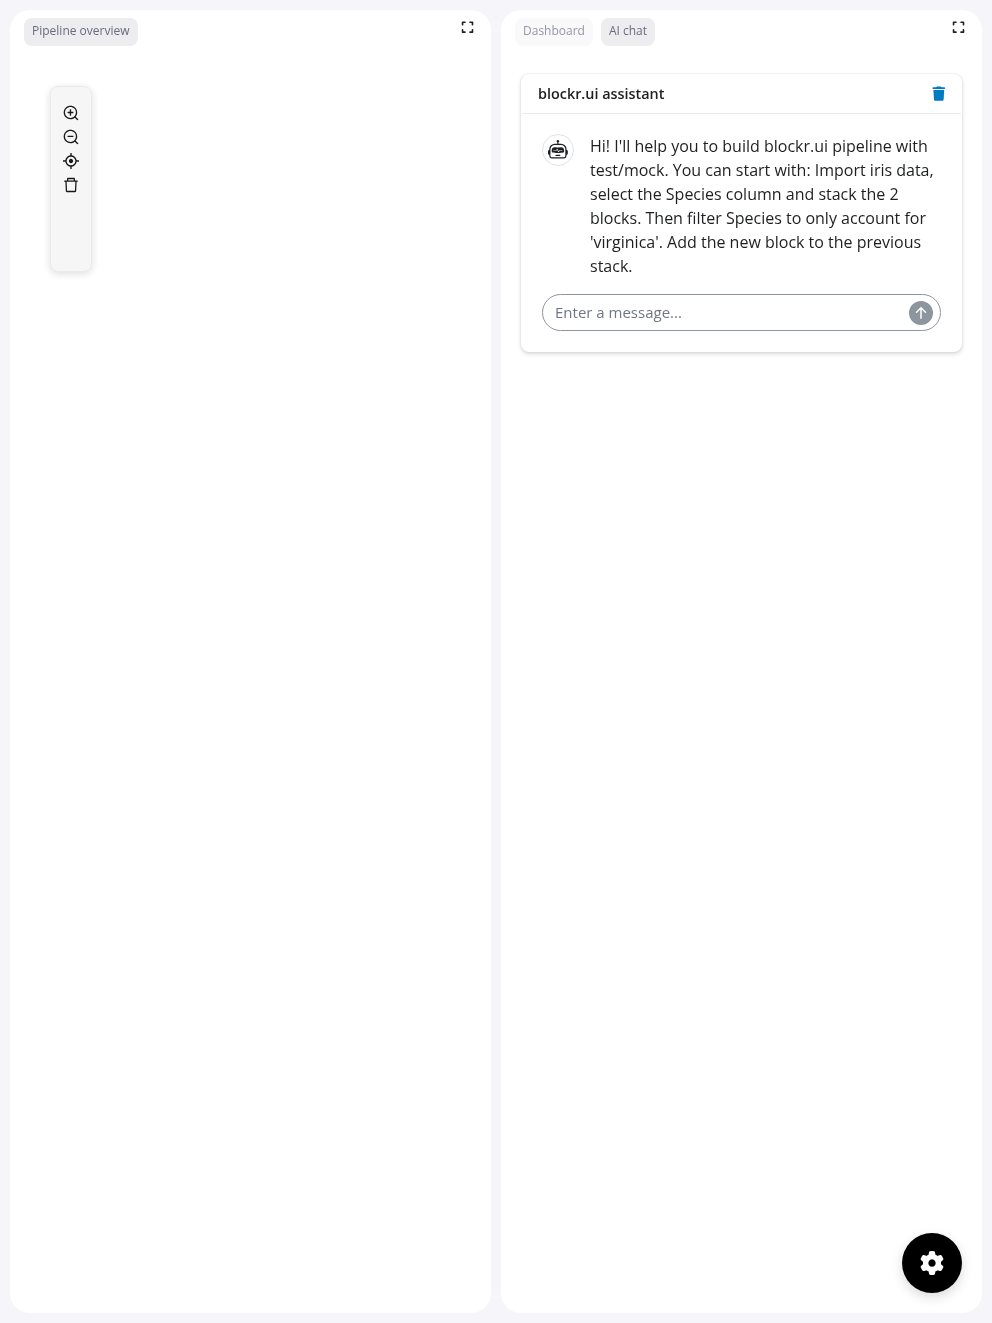 Pipeline overview
Dashboard
AI chat
blockr.ui assistant
Hi! I'll help you to build blockr.ui pipeline with
test/mock. You can start with: Import iris data,
select the Species column and stack the 2
blocks. Then filter Species to only account for
'virginica'. Add the new block to the previous
stack.
Enter a message...